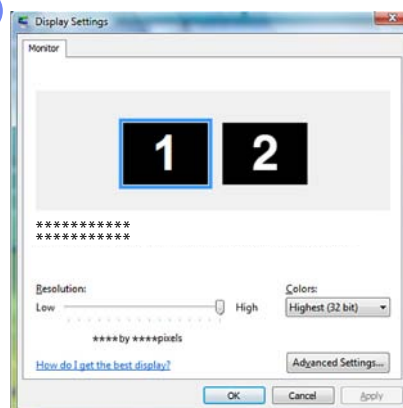 Display Settings
Monitor
1 2
***********
***********
Resolution:
Low High
****by ****pixels
Colors:
Highest (32 bit)
How do I get the best display?
Advanced Settings...
OK Cancel Apply